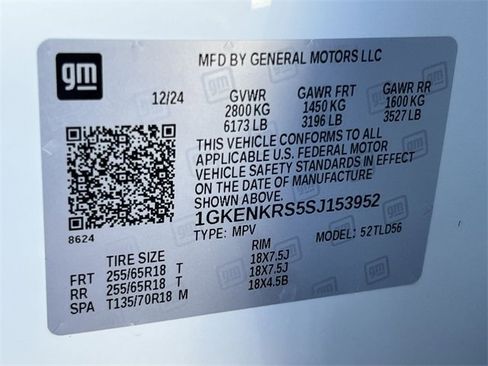 gm
MFD BY GENERAL MOTORS LLC
12/24 GVWR GAWR FRT GAWR RR
2800 KG 1450 KG 1600 KG
6173 LB 3196 LB 3527 LB
THIS VEHICLE CONFORMS TO ALL
APPLICABLE U.S. FEDERAL MOTOR
VEHICLE SAFETY STANDARDS IN EFFECT
ON THE DATE OF MANUFACTURE
SHOWN ABOVE.
1GKENKRS5SJ153952
8624 TYPE: MPV MODEL: 52TLD56
TIRE SIZE RIM
FRT 255/65R18 T 18X7.5J
RR 255/65R18 T 18X7.5J
SPA T135/70R18 M 18X4.5B